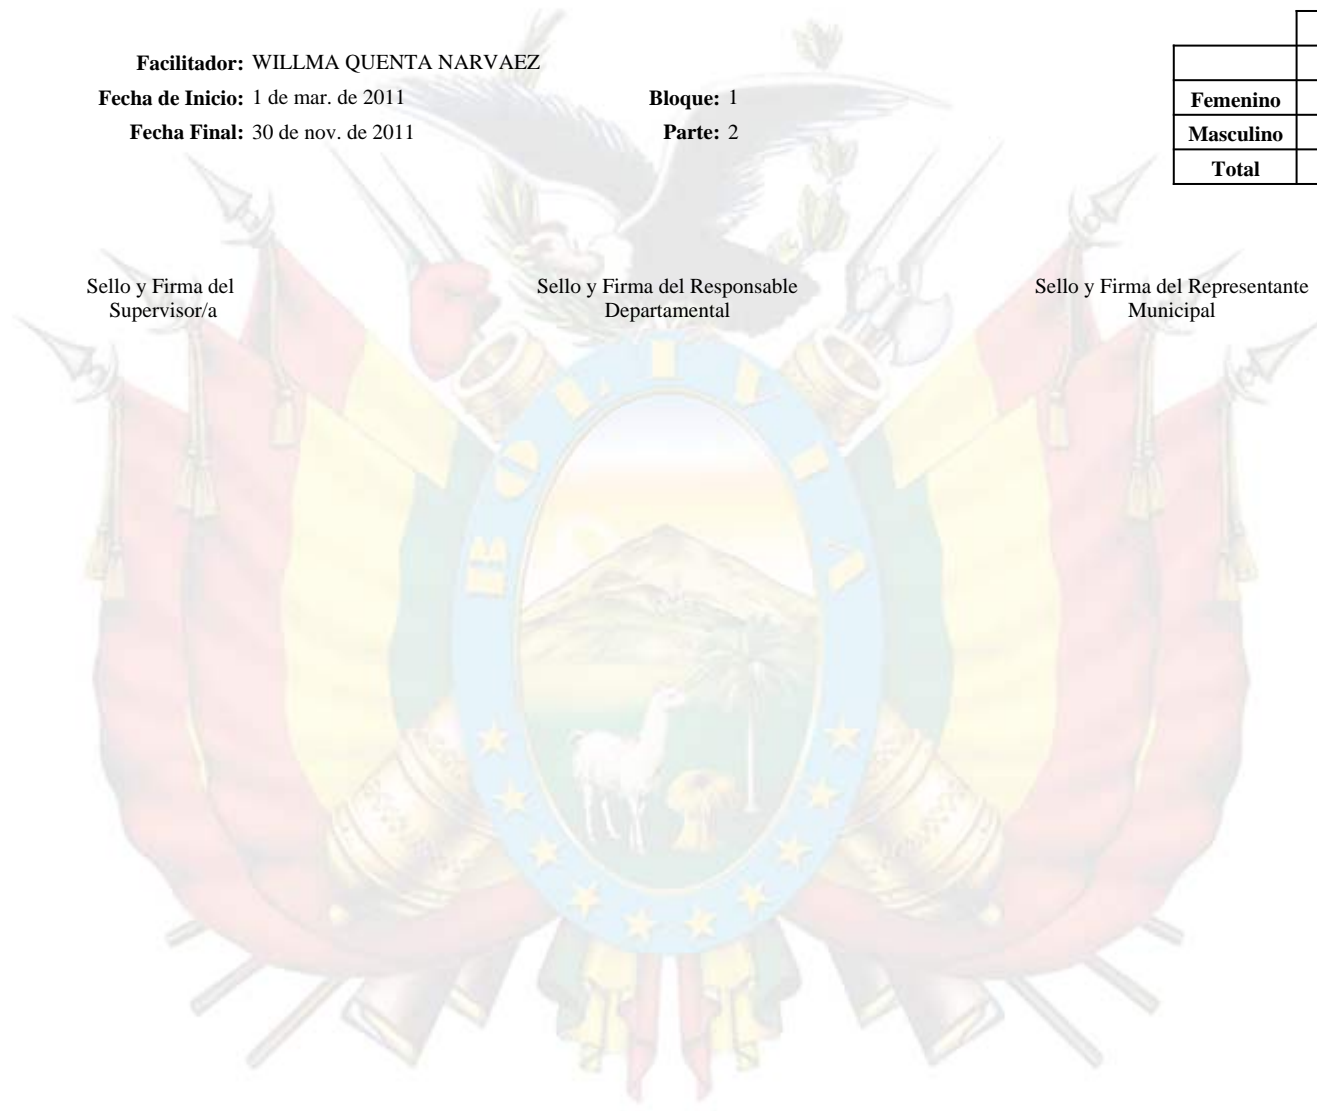 Facilitador: WILLMA QUENTA NARVAEZ
Fecha de Inicio: 1 de mar. de 2011 Bloque: 1
Fecha Final: 30 de nov. de 2011 Parte: 2
Femenino
Masculino
Total
Sello y Firma del
Supervisor/a
Sello y Firma del Responsable
Departamental
Sello y Firma del Representante
Municipal
BOLIVIA